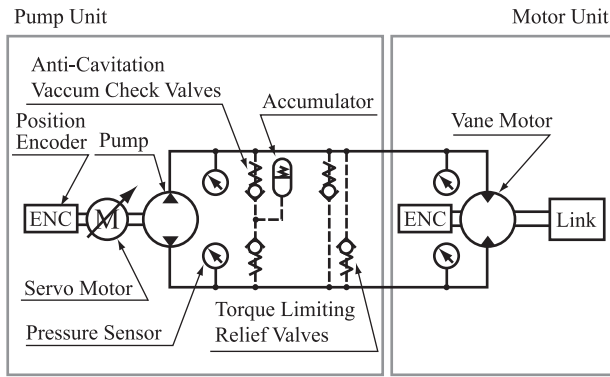 Pump Unit
Motor Unit
Anti-Cavitation
Vaccum Check Valves
Accumulator
Position
Encoder
Pump
Vane Motor
ENC
M
ENC
Link
Servo Motor
Pressure Sensor
Torque Limiting
Relief Valves